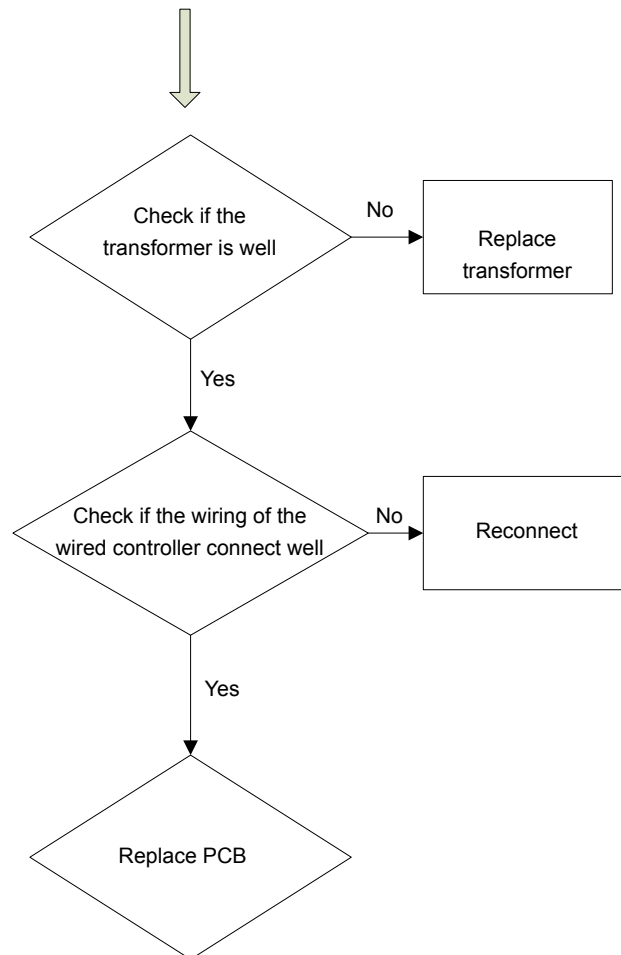 Check if the
transformer is well
No
Replace
transformer
Yes
Check if the wiring of the
wired controller connect well
No
Reconnect
Yes
Replace PCB